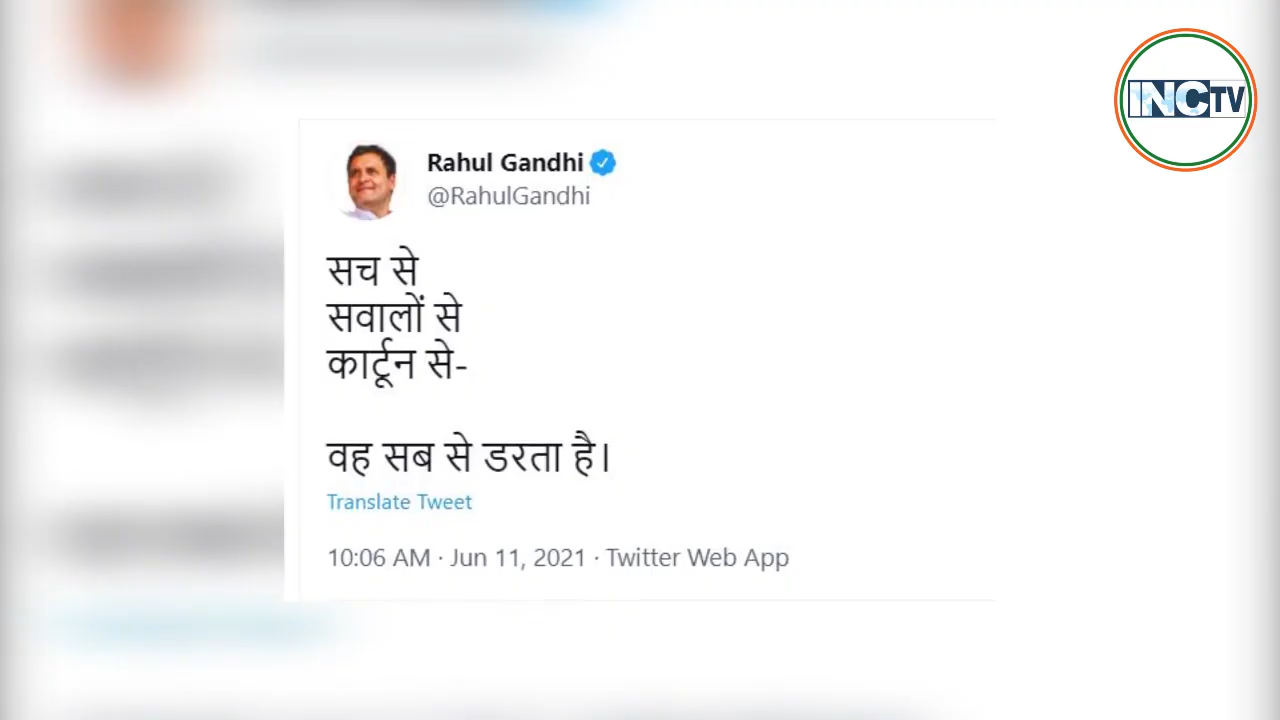 INCTV
Rahul Gandhi
@RahulGandhi
सच से
सवालों से
कार्टून से-
वह सब से डरता है।
Translate Tweet
10:06 AM · Jun 11, 2021 · Twitter Web App